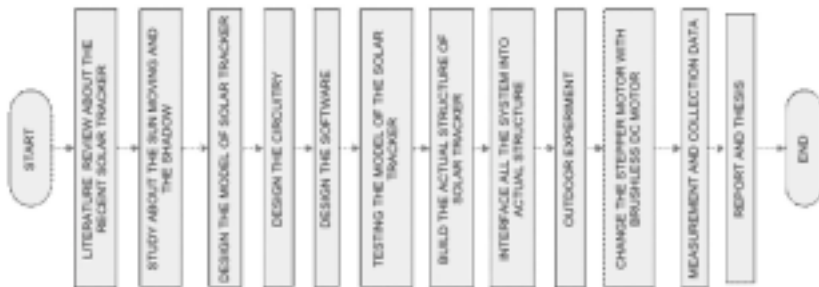 START
LITERATURE REVIEW ABOUT THE
RECENT SOLAR TRACKER
STUDY ABOUT THE SUN MOVING AND
THE SHADOW
DESIGN THE MODEL OF SOLAR TRACKER
DESIGN THE CIRCUITRY
DESIGN THE SOFTWARE
TESTING THE MODEL OF THE SOLAR
TRACKER
BUILD THE ACTUAL STRUCTURE OF
SOLAR TRACKER
INTERFACE ALL THE SYSTEM INTO
ACTUAL STRUCTURE
OUTDOOR EXPERIMENT
CHANGE THE STEPPER MOTOR WITH
BRUSHLESS DC MOTOR
MEASUREMENT AND COLLECTION DATA
REPORT AND THESIS
END